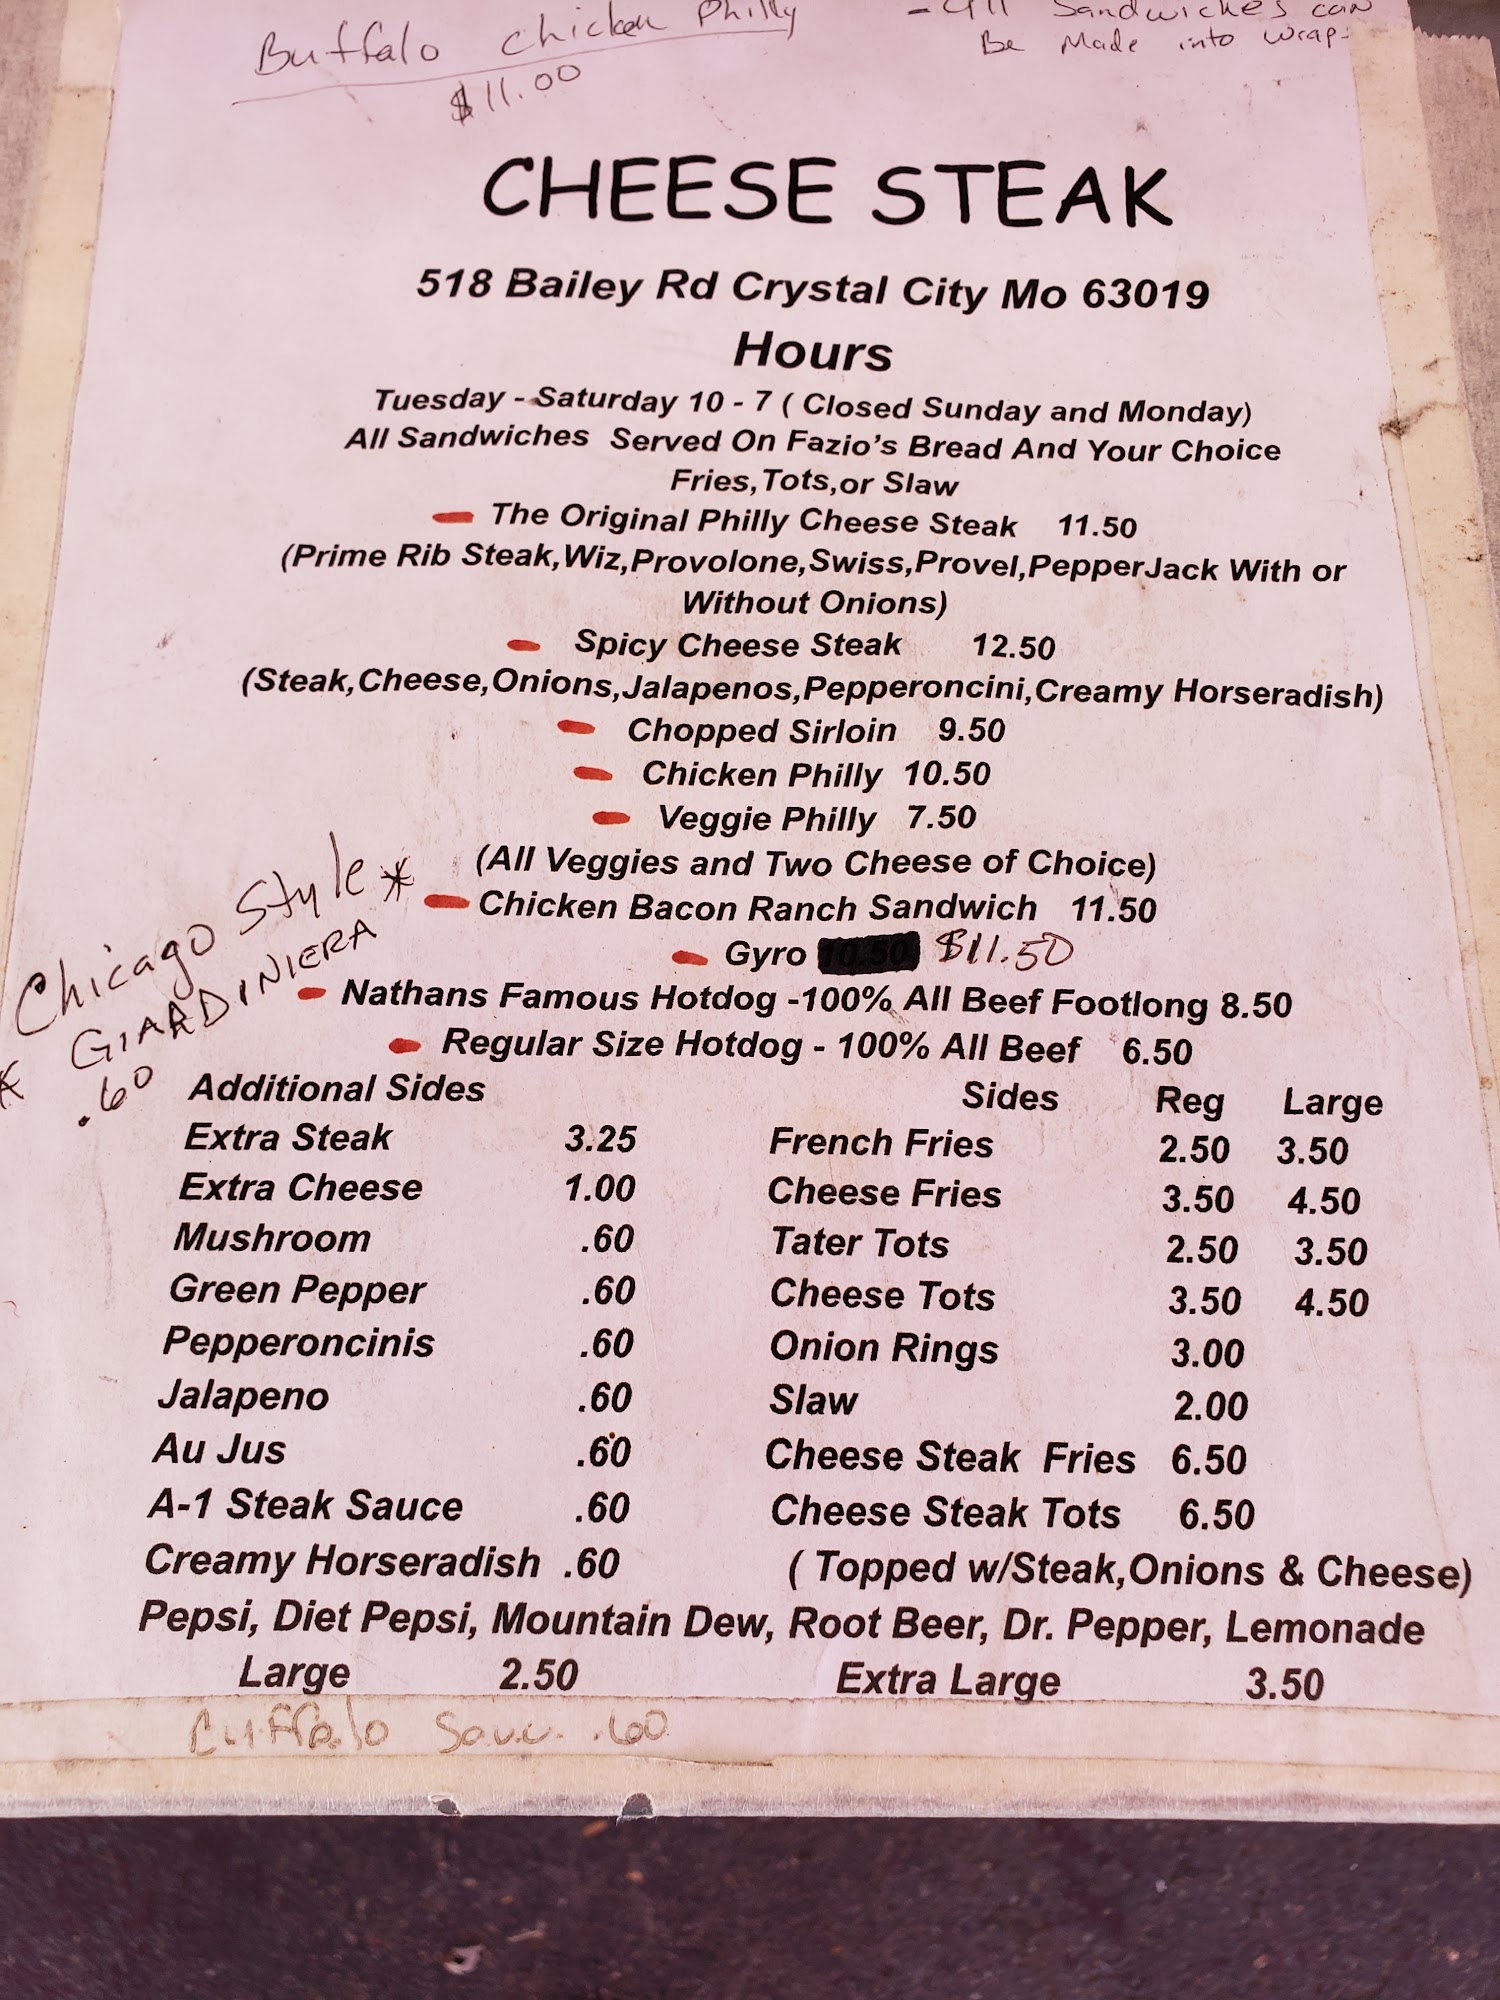 Buffalo Chicken Philly
$11.00
- All Sandwiches can
Be Made into Wraps
CHEESE STEAK
518 Bailey Rd Crystal City Mo 63019
Hours
Tuesday - Saturday 10 - 7 ( Closed Sunday and Monday)
All Sandwiches Served On Fazio's Bread And Your Choice
Fries,Tots,or Slaw
The Original Philly Cheese Steak 11.50
(Prime Rib Steak,Wiz,Provolone,Swiss,Provel,PepperJack With or
Without Onions)
Spicy Cheese Steak 12.50
(Steak,Cheese,Onions,Jalapenos,Pepperoncini,Creamy Horseradish)
Chopped Sirloin 9.50
Chicken Philly 10.50
Veggie Philly 7.50
(All Veggies and Two Cheese of Choice)
Chicken Bacon Ranch Sandwich 11.50
Gyro 10.50 $11.50
Nathans Famous Hotdog -100% All Beef Footlong 8.50
Regular Size Hotdog - 100% All Beef 6.50
Chicago Style *
* GIARDINIERA
.60
Additional Sides
Extra Steak 3.25
Extra Cheese 1.00
Mushroom .60
Green Pepper .60
Pepperoncinis .60
Jalapeno .60
Au Jus .60
A-1 Steak Sauce .60
Creamy Horseradish .60
Sides Reg Large
French Fries 2.50 3.50
Cheese Fries 3.50 4.50
Tater Tots 2.50 3.50
Cheese Tots 3.50 4.50
Onion Rings 3.00
Slaw 2.00
Cheese Steak Fries 6.50
Cheese Steak Tots 6.50
( Topped w/Steak,Onions & Cheese)
Pepsi, Diet Pepsi, Mountain Dew, Root Beer, Dr. Pepper, Lemonade
Large 2.50 Extra Large 3.50
Buffalo Sauce .60